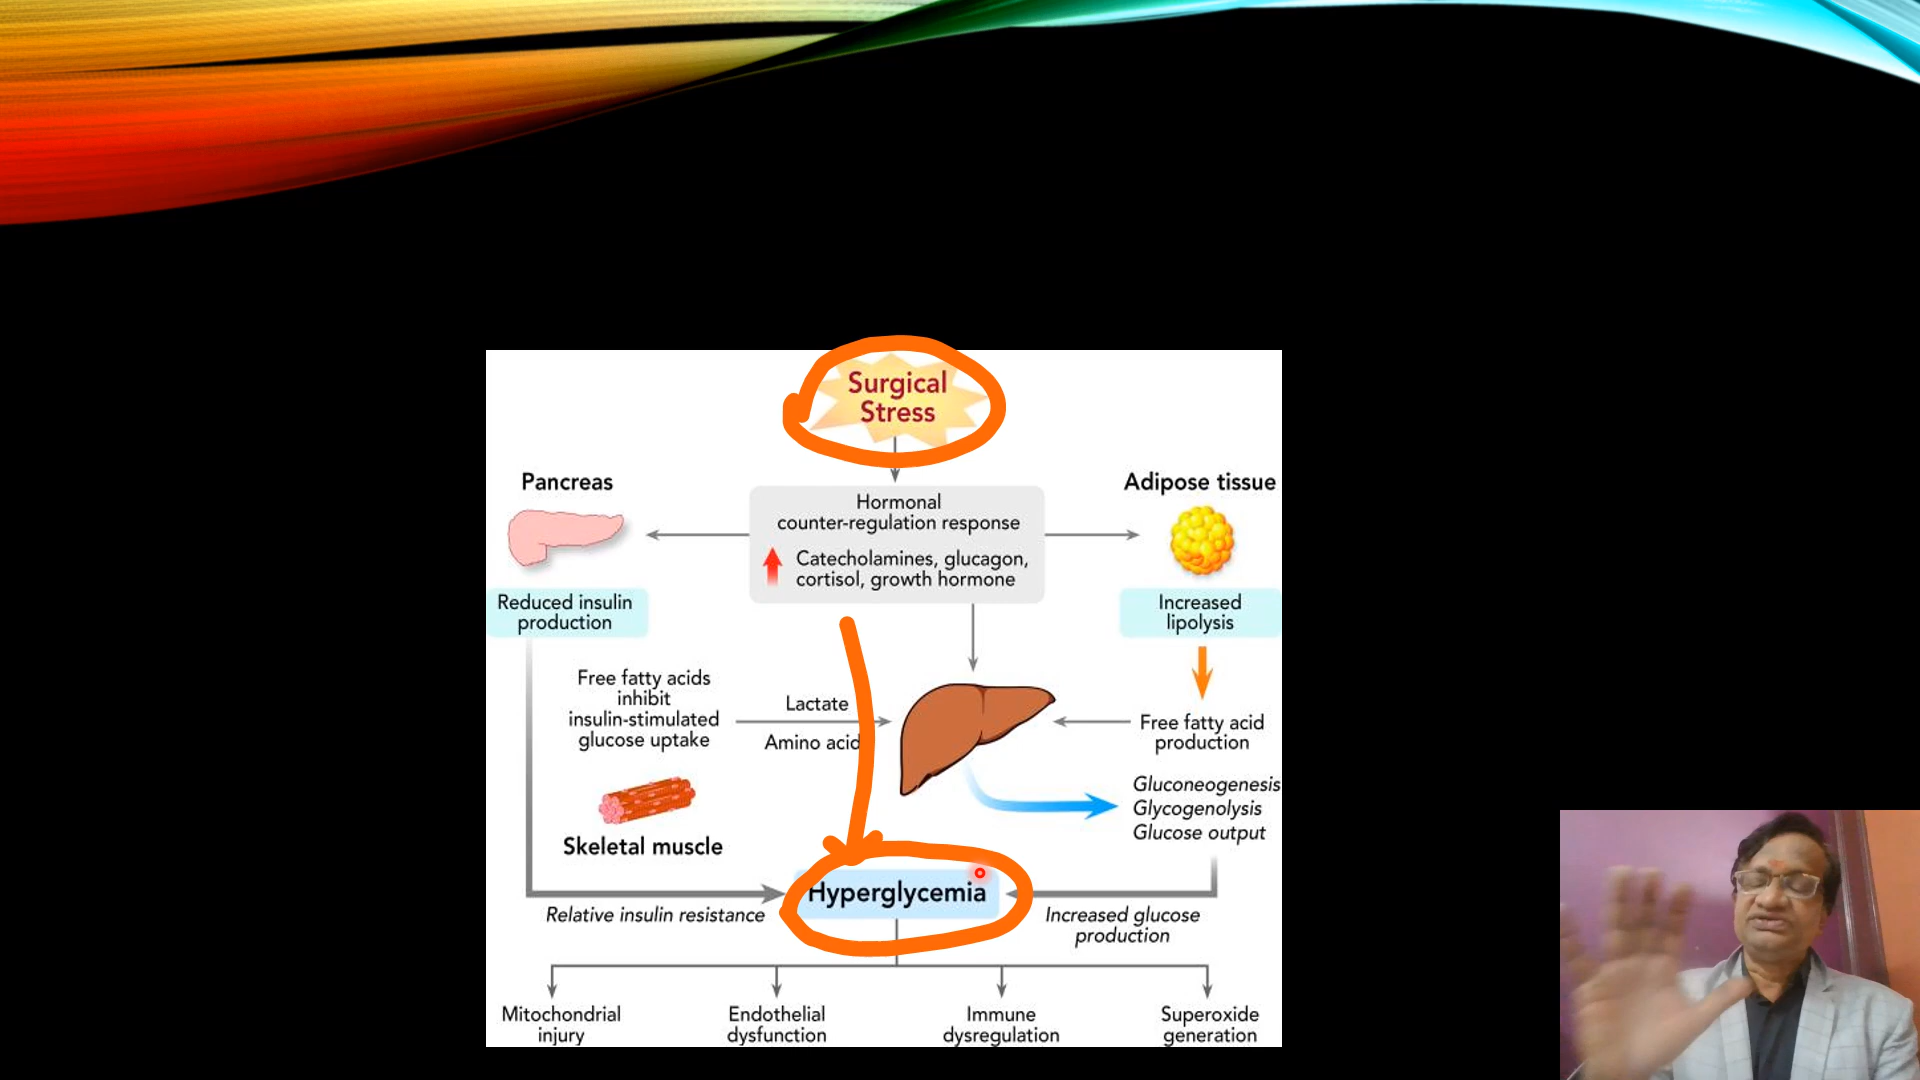 Surgical
Stress
Pancreas
Adipose tissue
Hormonal
counter-regulation response
Catecholamines, glucagon,
cortisol, growth hormone
Reduced insulin
production
Increased
lipolysis
Free fatty acids
inhibit
insulin-stimulated
glucose uptake
Lactate
Amino acid
Free fatty acid
production
Gluconeogenesis
Glycogenolysis
Glucose output
Skeletal muscle
Hyperglycemia
Relative insulin resistance
Increased glucose
production
Mitochondrial
injury
Endothelial
dysfunction
Immune
dysregulation
Superoxide
generation